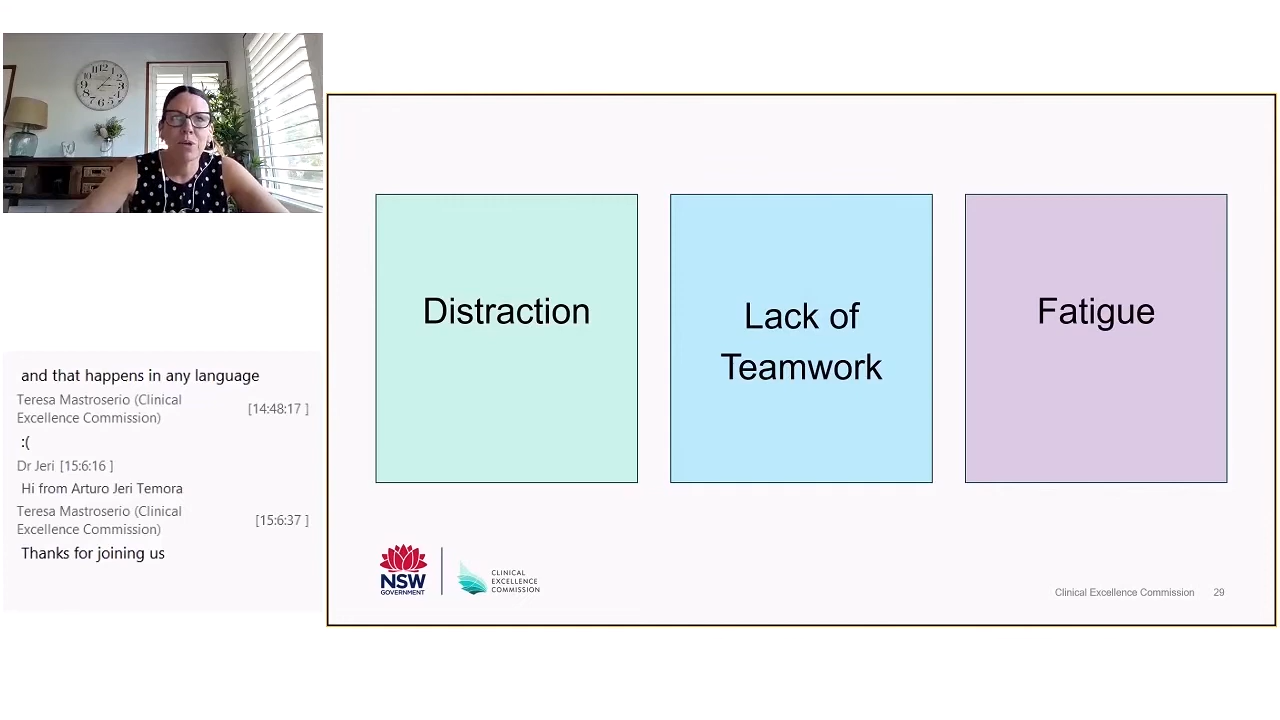 and that happens in any language
Teresa Mastroserio (Clinical
Excellence Commission)
[14:48:17 ]
:(
Dr Jeri [15:6:16 ]
Hi from Arturo Jeri Temora
Teresa Mastroserio (Clinical
Excellence Commission)
[15:6:37 ]
Thanks for joining us
Distraction
Lack of
Teamwork
Fatigue
NSW
GOVERNMENT
CLINICAL
EXCELLENCE
COMMISSION
Clinical Excellence Commission 29